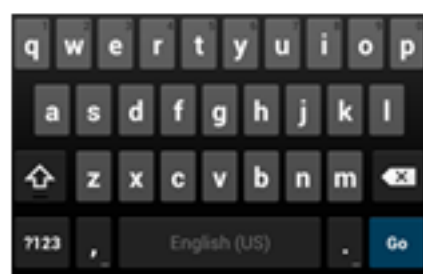 q w e r t y u i o p
a s d f g h j k l
z x c v b n m
?123 , English (US) . Go